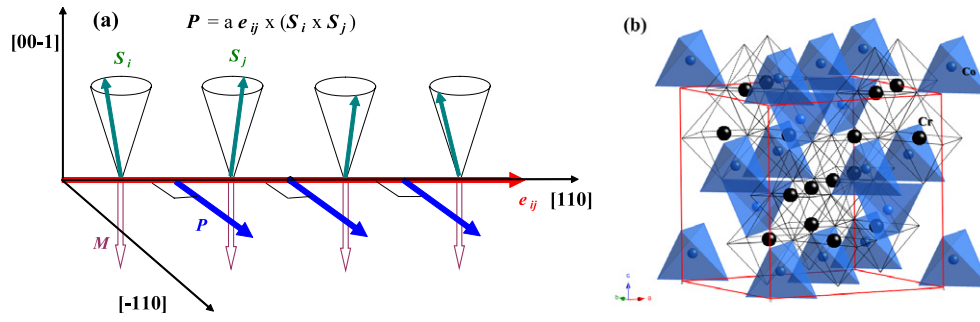 (a)
P = a e_ij x (S_i x S_j)
[00-1]
S_i
S_j
[110]
e_ij
P
M
[-110]
(b)
Co
Cr
c
b
a